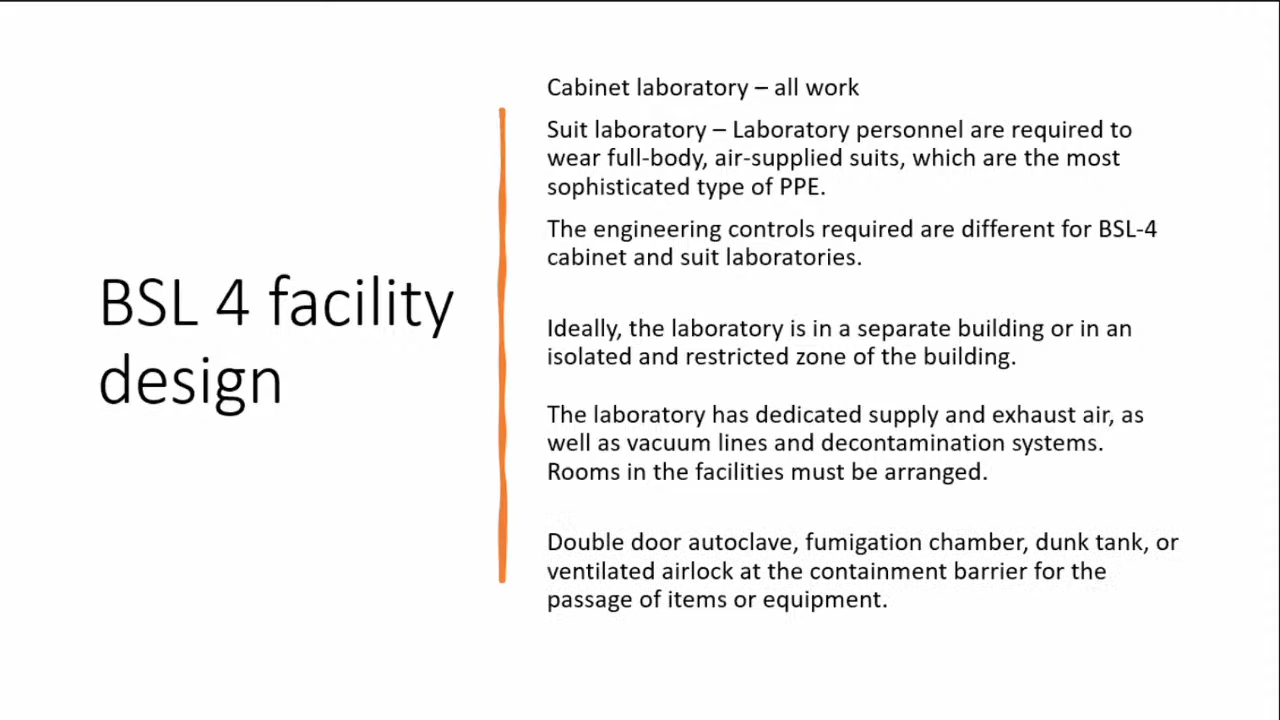 BSL 4 facility
design
Cabinet laboratory – all work
Suit laboratory – Laboratory personnel are required to
wear full-body, air-supplied suits, which are the most
sophisticated type of PPE.
The engineering controls required are different for BSL-4
cabinet and suit laboratories.
Ideally, the laboratory is in a separate building or in an
isolated and restricted zone of the building.
The laboratory has dedicated supply and exhaust air, as
well as vacuum lines and decontamination systems.
Rooms in the facilities must be arranged.
Double door autoclave, fumigation chamber, dunk tank, or
ventilated airlock at the containment barrier for the
passage of items or equipment.